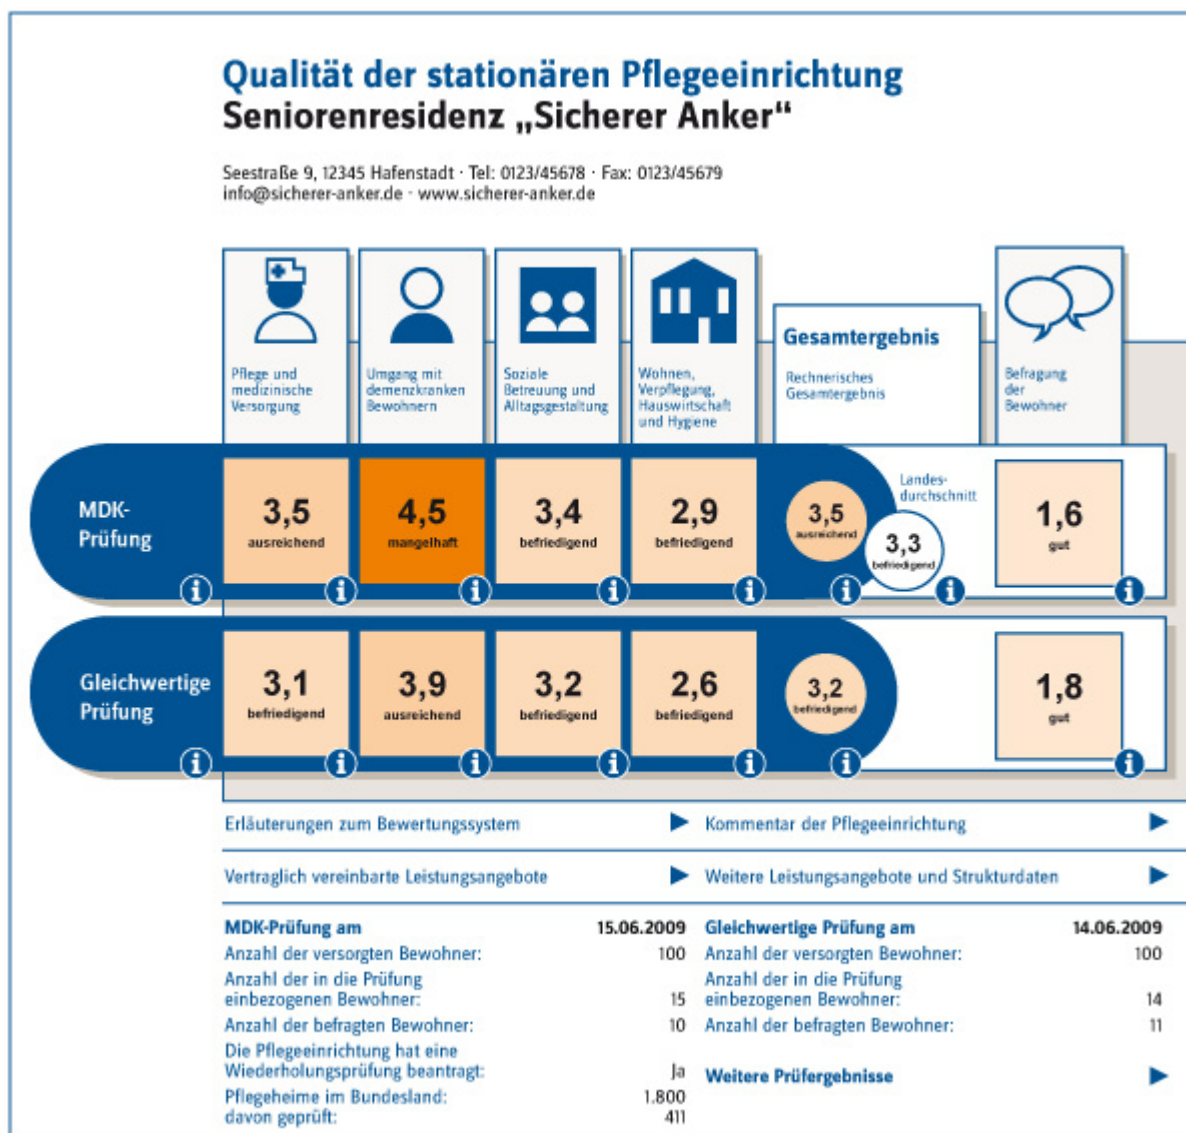 Qualität der stationären Pflegeeinrichtung
Seniorenresidenz „Sicherer Anker“
Seestraße 9, 12345 Hafenstadt · Tel: 0123/45678 · Fax: 0123/45679
info@sicherer-anker.de · www.sicherer-anker.de
Pflege und
medizinische
Versorgung
Umgang mit
demenzkranken
Bewohnern
Soziale
Betreuung und
Alltagsgestaltung
Wohnen,
Verpflegung,
Hauswirtschaft
und Hygiene
Gesamtergebnis
Rechnerisches
Gesamtergebnis
Befragung
der
Bewohner
MDK-
Prüfung
3,5
ausreichend
4,5
mangelhaft
3,4
befriedigend
2,9
befriedigend
3,5
ausreichend
Landes-
durchschnitt
3,3
befriedigend
1,6
gut
i i i i i i i i
Gleichwertige
Prüfung
3,1
befriedigend
3,9
ausreichend
3,2
befriedigend
2,6
befriedigend
3,2
befriedigend
1,8
gut
i i i i i i i
Erläuterungen zum Bewertungssystem
Kommentar der Pflegeeinrichtung
Vertraglich vereinbarte Leistungsangebote
Weitere Leistungsangebote und Strukturdaten
MDK-Prüfung am 15.06.2009
Anzahl der versorgten Bewohner: 100
Anzahl der in die Prüfung
einbezogenen Bewohner: 15
Anzahl der befragten Bewohner: 10
Die Pflegeeinrichtung hat eine
Wiederholungsprüfung beantragt: Ja
Pflegeheime im Bundesland: 1.800
davon geprüft: 411
Gleichwertige Prüfung am 14.06.2009
Anzahl der versorgten Bewohner: 100
Anzahl der in die Prüfung
einbezogenen Bewohner: 14
Anzahl der befragten Bewohner: 11
Weitere Prüfergebnisse